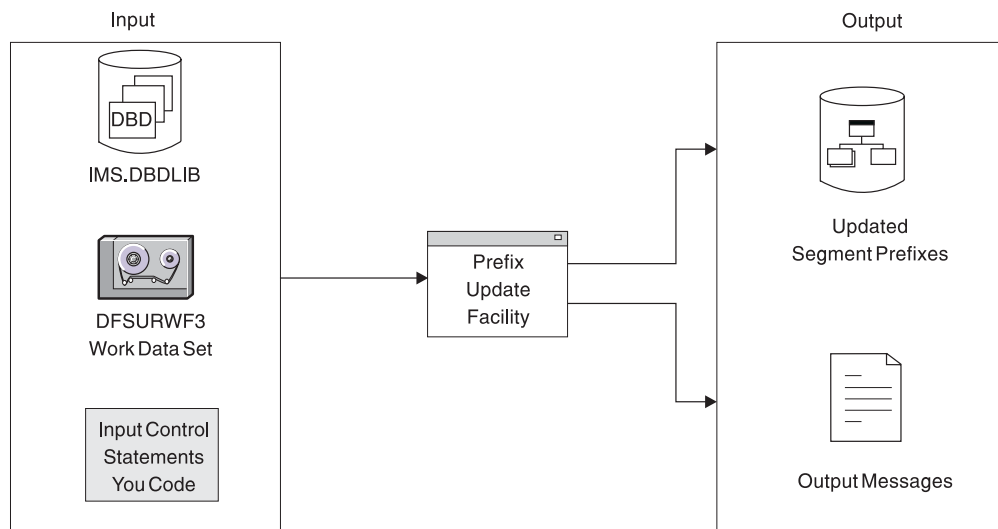 Input
DBD
IMS.DBDLIB
DFSURWF3
Work Data Set
Input Control
Statements
You Code
Prefix
Update
Facility
Output
Updated
Segment Prefixes
Output Messages